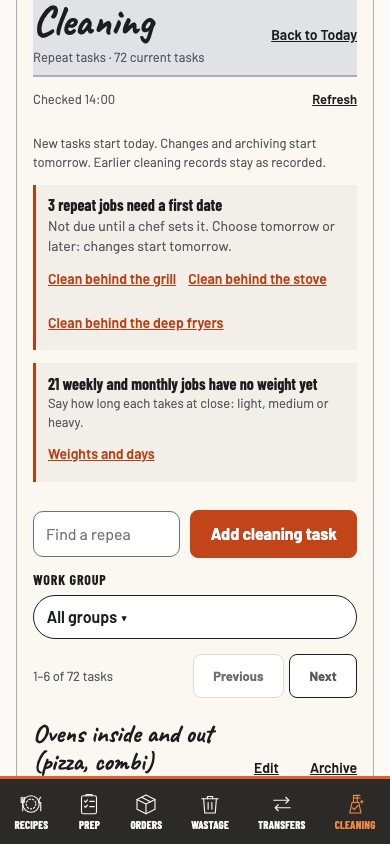 Cleaning
Back to Today
Repeat tasks · 72 current tasks
Checked 14:00
Refresh
New tasks start today. Changes and archiving start
tomorrow. Earlier cleaning records stay as recorded.
3 repeat jobs need a first date
Not due until a chef sets it. Choose tomorrow or
later: changes start tomorrow.
Clean behind the grill Clean behind the stove
Clean behind the deep fryers
21 weekly and monthly jobs have no weight yet
Say how long each takes at close: light, medium or
heavy.
Weights and days
Find a repea
Add cleaning task
WORK GROUP
All groups ▾
1–6 of 72 tasks
Previous
Next
Ovens inside and out
(pizza, combi)
Edit
Archive
RECIPES
PREP
ORDERS
WASTAGE
TRANSFERS
CLEANING